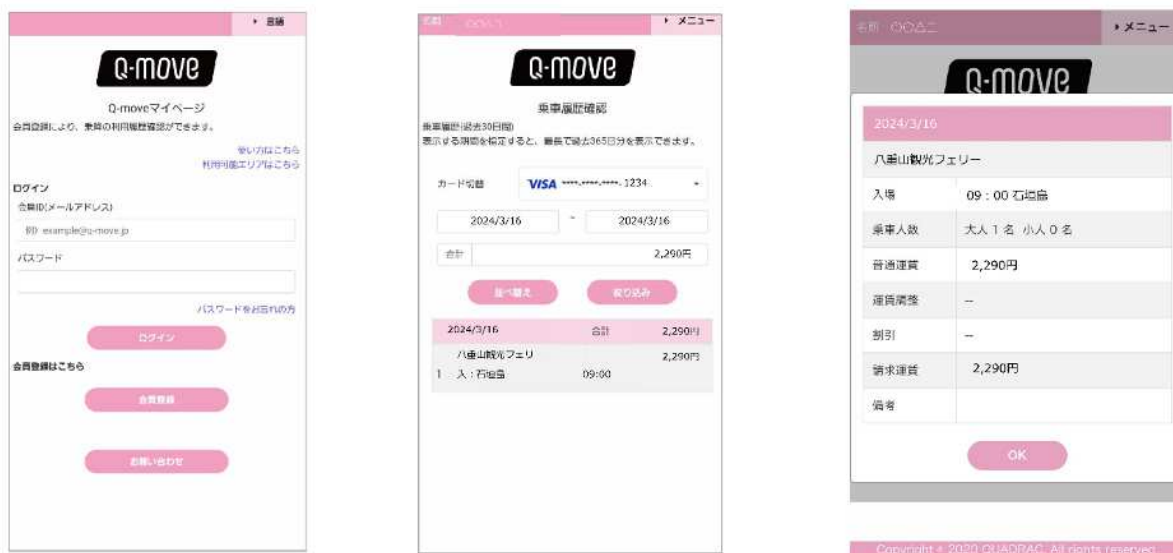 言語
Q-move
Q-moveマイページ
会員登録により、乗降の利用履歴確認ができます。
使い方はこちら
利用可能エリアはこちら
ログイン
会員ID(メールアドレス)
例) example@q-move.jp
パスワード
パスワードをお忘れの方
ログイン
会員登録はこちら
会員登録
お問い合わせ
名前
メニュー
Q-move
乗車履歴確認
乗車履歴(過去30日間)
表示する期間を指定すると、最長で過去365日分を表示できます。
カード切替 VISA ****-****-****-1234
2024/3/16 ~ 2024/3/16
合計 2,290円
並べ替え 絞り込み
2024/3/16 合計 2,290円
八重山観光フェリ 2,290円
1 入:石垣島 09:00
名前 ○○△ニ メニュー
Q-move
2024/3/16
八重山観光フェリー
入場 09:00 石垣島
乗車人数 大人1名 小人0名
普通運賃 2,290円
運賃調整 --
割引 --
請求運賃 2,290円
備考
OK
Copyright © 2020 QUADRAC. All rights reserved.